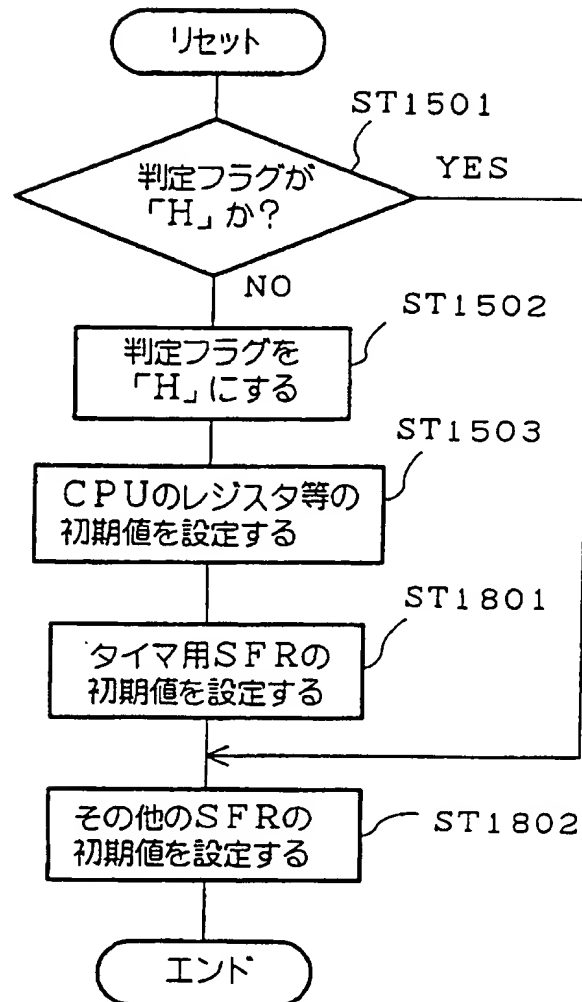 リセット
ST1501
判定フラグが
「H」か?
YES
NO
ST1502
判定フラグを
「H」にする
ST1503
CPUのレジスタ等の
初期値を設定する
ST1801
タイマ用SFRの
初期値を設定する
その他のSFRの
初期値を設定する
ST1802
エンド